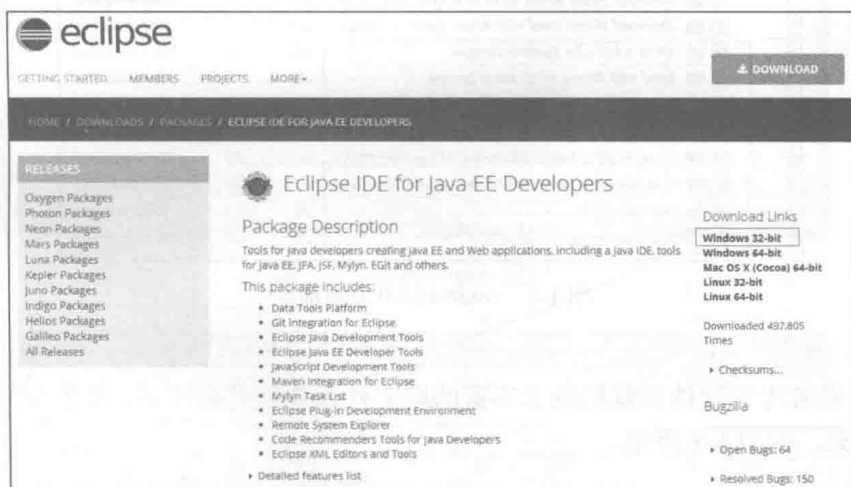 eclipse
GETTING STARTED MEMBERS PROJECTS MORE
DOWNLOAD
HOME / DOWNLOADS / PACKAGES / ECLIPSE IDE FOR JAVA EE DEVELOPERS
RELEASES
Oxygen Packages
Photon Packages
Neon Packages
Mars Packages
Luna Packages
Kepler Packages
Juno Packages
Indigo Packages
Helios Packages
Galileo Packages
All Releases
Eclipse IDE for Java EE Developers
Package Description
Tools for Java developers creating Java EE and Web applications, including a Java IDE, tools
for Java EE, JPA, JSF, Mylyn, EGit and others.
This package includes:
Data Tools Platform
Git integration for Eclipse
Eclipse Java Development Tools
Eclipse Java EE Developer Tools
JavaScript Development Tools
Maven Integration for Eclipse
Mylyn Task List
Eclipse Plug-in Development Environment
Remote System Explorer
Code Recommenders Tools for Java Developers
Eclipse XML Editors and Tools
Detailed features list
Download Links
Windows 32-bit
Windows 64-bit
Mac OS X (Cocoa) 64-bit
Linux 32-bit
Linux 64-bit
Downloaded 497,805
Times
Checksums...
Bugzilla
Open Bugs: 64
Resolved Bugs: 150